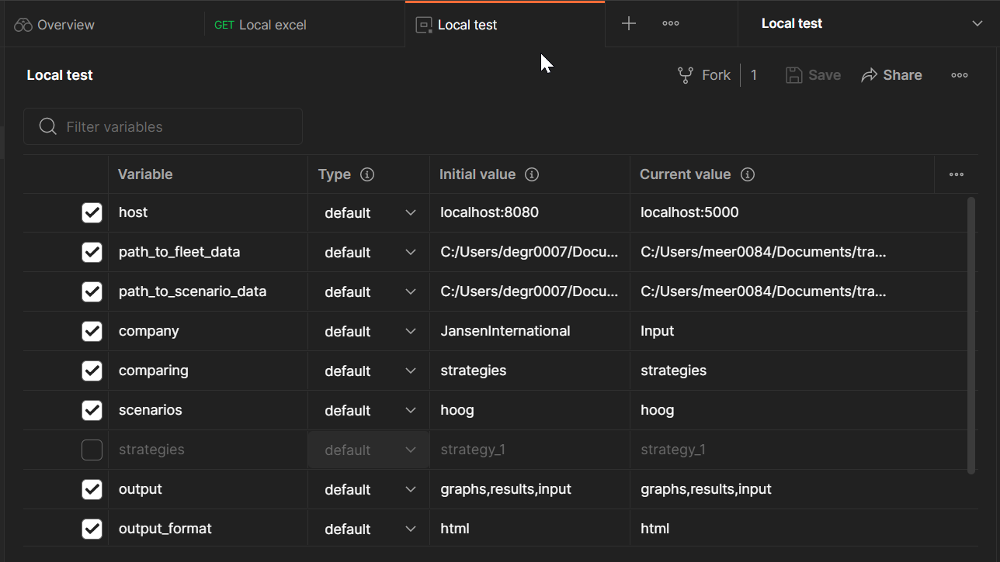 Overview GET Local excel Local test Local test
Local test Fork 1 Save Share
Filter variables
Variable Type Initial value Current value
host default localhost:8080 localhost:5000
path_to_fleet_data default C:/Users/degr0007/Docu... C:/Users/meer0084/Documents/tra...
path_to_scenario_data default C:/Users/degr0007/Docu... C:/Users/meer0084/Documents/tra...
company default JansenInternational Input
comparing default strategies strategies
scenarios default hoog hoog
strategies default strategy_1 strategy_1
output default graphs,results,input graphs,results,input
output_format default html html